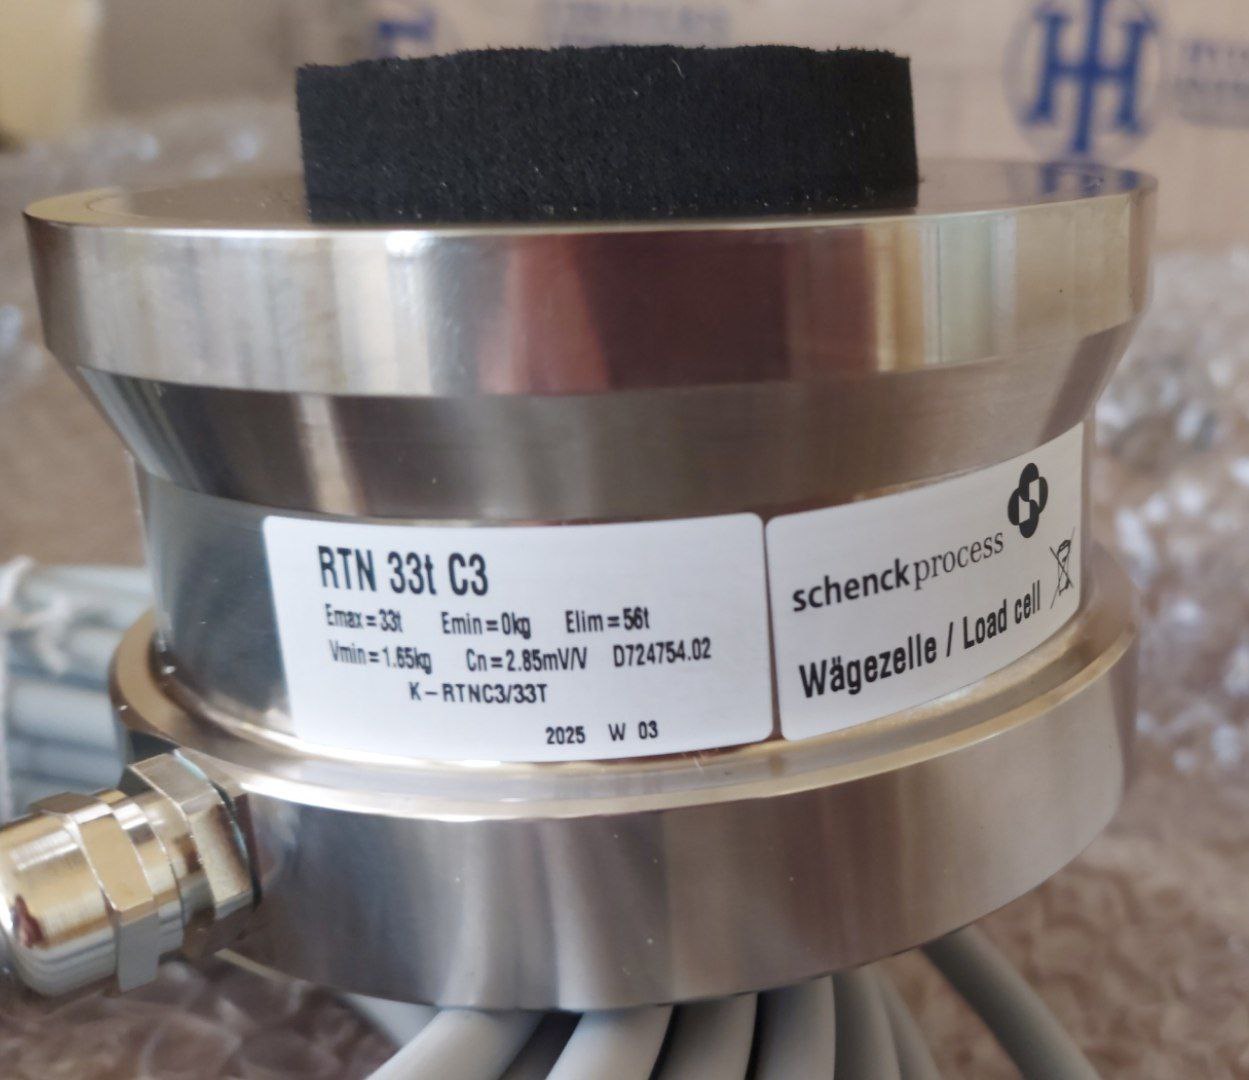 RTN 33t C3
Emax=33t Emin=0kg Elim=56t
Vmin=1.65kg Cn=2.85mV/V D724754.02
K-RTNC3/33T
2025 W 03
schenckprocess
Wägezelle / Load cell